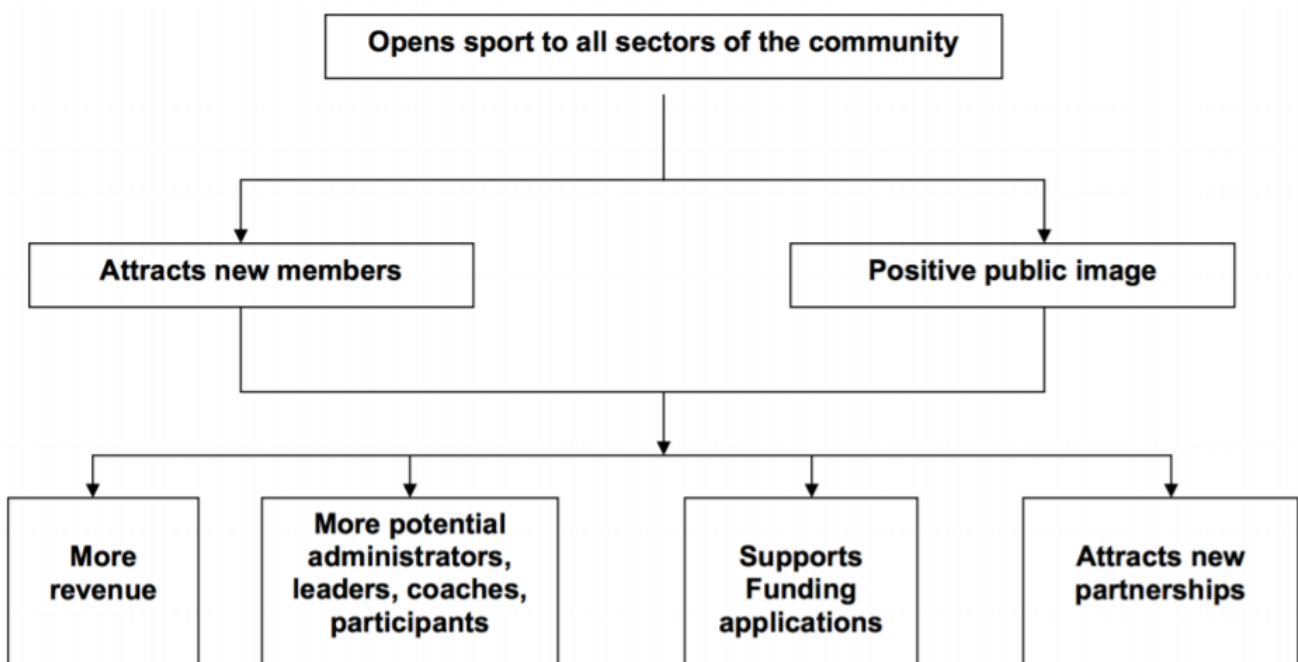 Opens sport to all sectors of the community
Attracts new members
Positive public image
More
revenue
More potential
administrators,
leaders, coaches,
participants
Supports
Funding
applications
Attracts new
partnerships